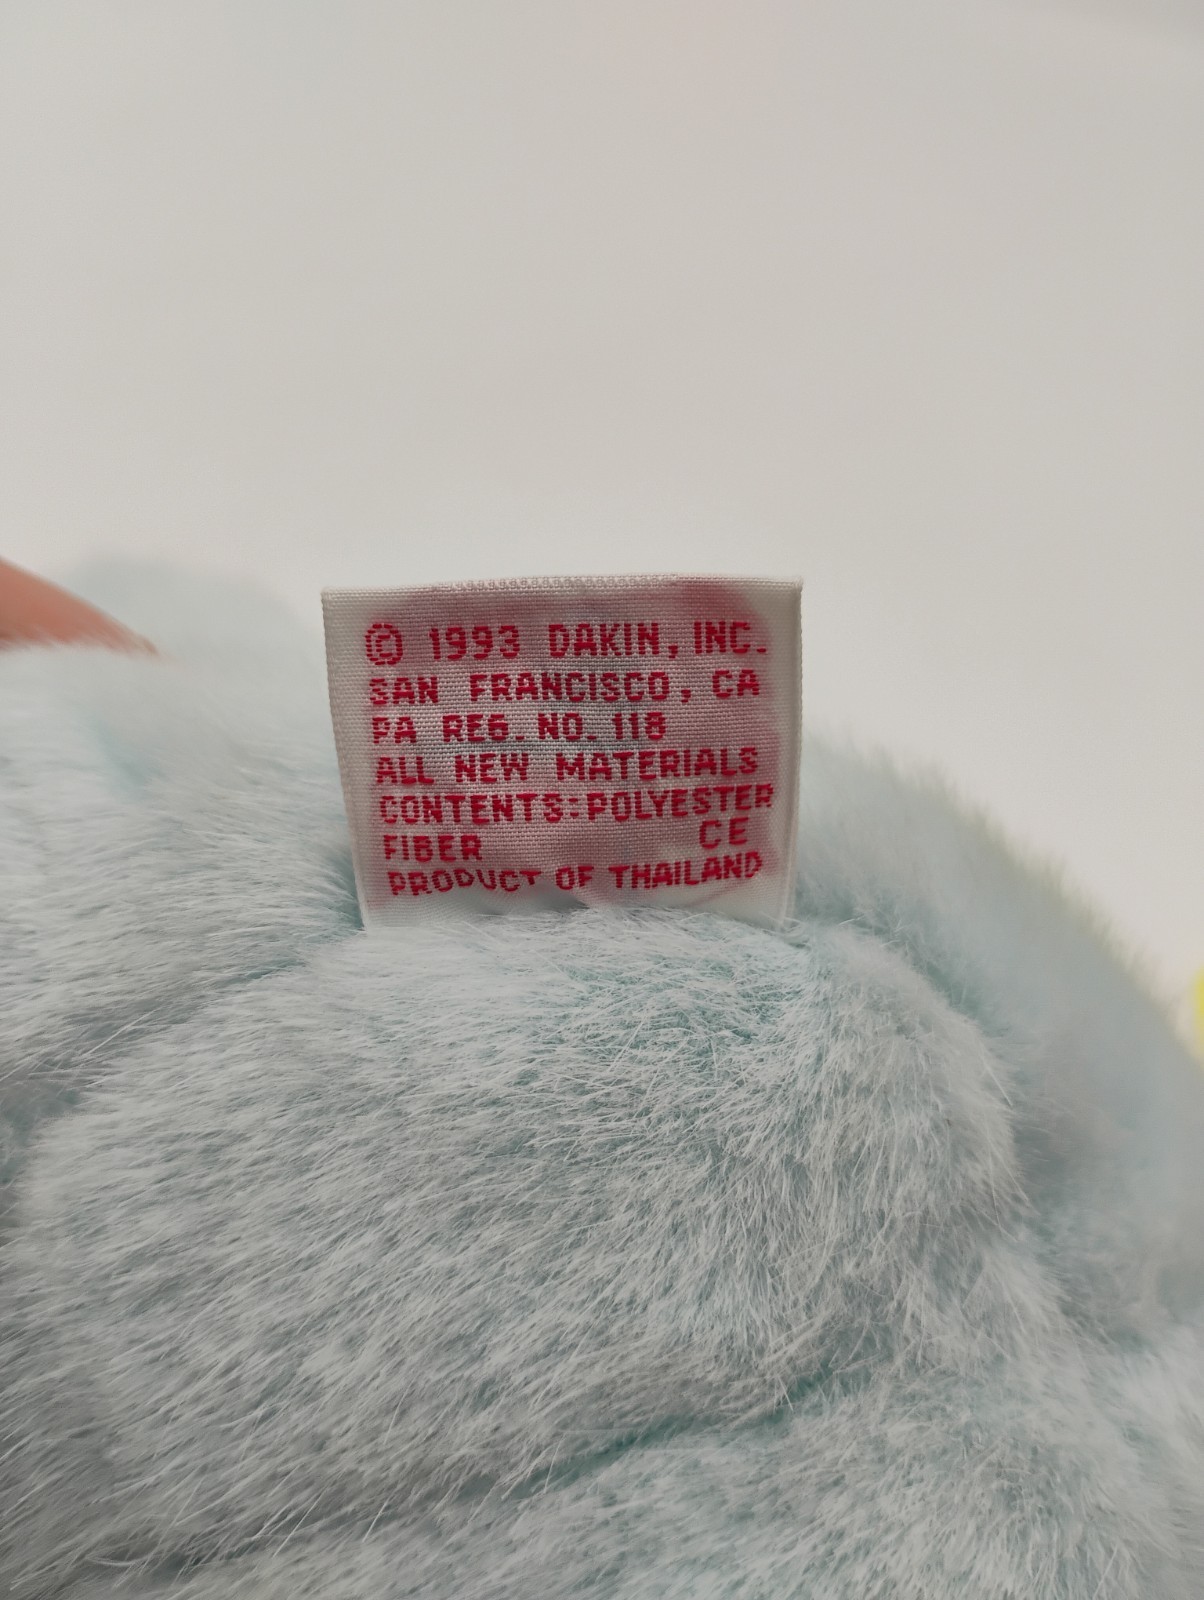 © 1993 DAKIN, INC.
SAN FRANCISCO, CA
PA REG. NO. 118
ALL NEW MATERIALS
CONTENTS:POLYESTER
FIBER CE
PRODUCT OF THAILAND